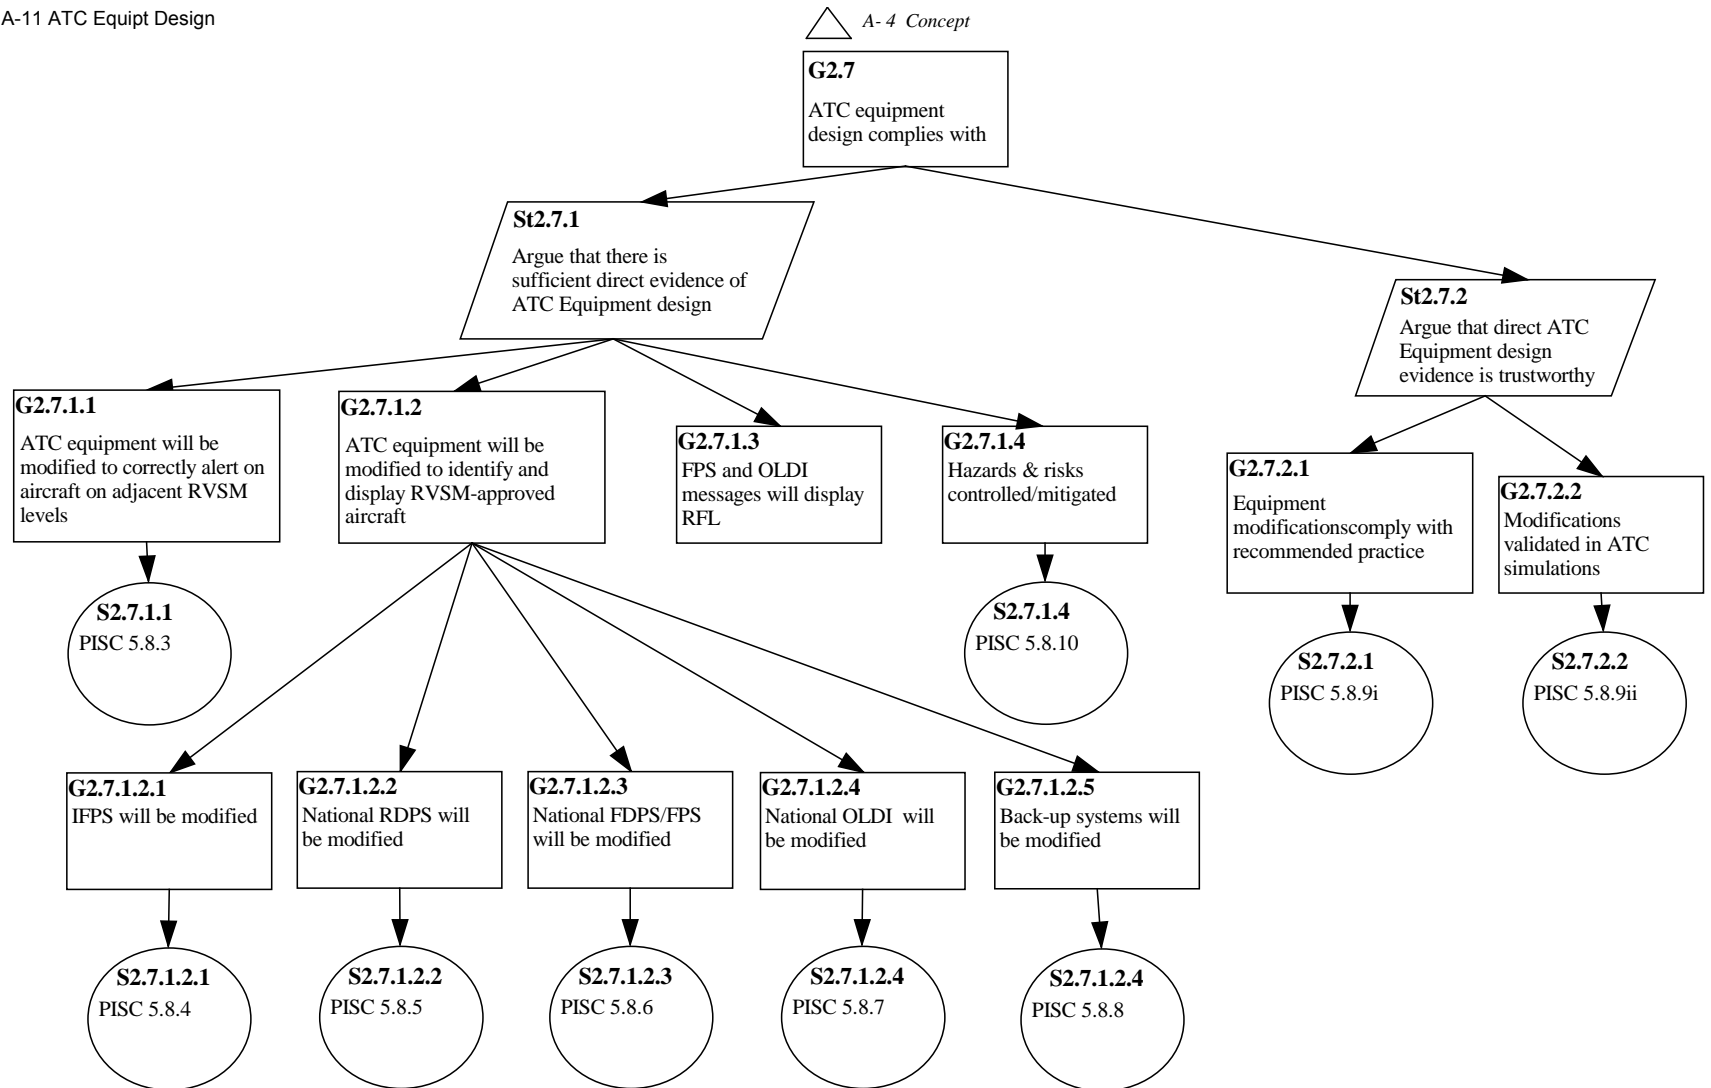 A-11 ATC Equipt Design
A- 4 Concept
G2.7
ATC equipment
design complies with
St2.7.1
Argue that there is
sufficient direct evidence of
ATC Equipment design
St2.7.2
Argue that direct ATC
Equipment design
evidence is trustworthy
G2.7.1.1
ATC equipment will be
modified to correctly alert on
aircraft on adjacent RVSM
levels
G2.7.1.2
ATC equipment will be
modified to identify and
display RVSM-approved
aircraft
G2.7.1.3
FPS and OLDI
messages will display
RFL
G2.7.1.4
Hazards & risks
controlled/mitigated
G2.7.2.1
Equipment
modificationscomply with
recommended practice
G2.7.2.2
Modifications
validated in ATC
simulations
S2.7.1.1
PISC 5.8.3
S2.7.1.4
PISC 5.8.10
S2.7.2.1
PISC 5.8.9i
S2.7.2.2
PISC 5.8.9ii
G2.7.1.2.1
IFPS will be modified
G2.7.1.2.2
National RDPS will
be modified
G2.7.1.2.3
National FDPS/FPS
will be modified
G2.7.1.2.4
National OLDI will
be modified
G2.7.1.2.5
Back-up systems will
be modified
S2.7.1.2.1
PISC 5.8.4
S2.7.1.2.2
PISC 5.8.5
S2.7.1.2.3
PISC 5.8.6
S2.7.1.2.4
PISC 5.8.7
S2.7.1.2.4
PISC 5.8.8